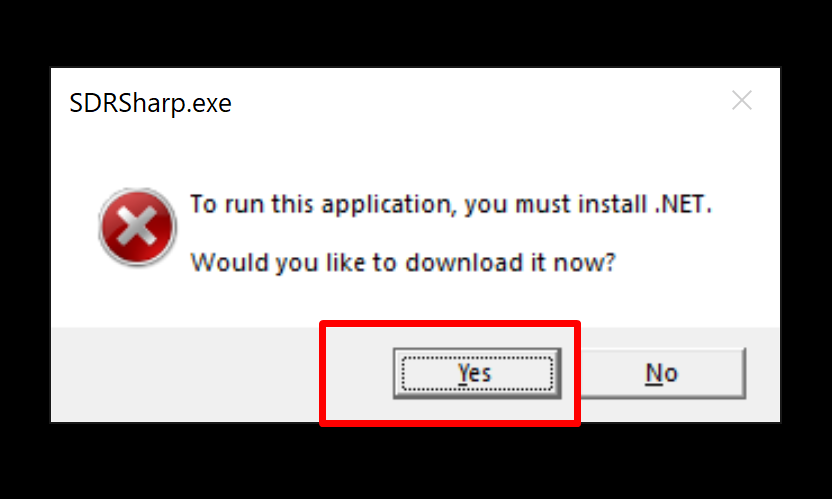 SDRSharp.exe
To run this application, you must install .NET.
Would you like to download it now?
Yes
No